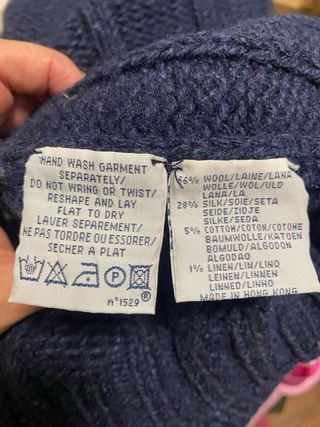 HAND WASH GARMENT
SEPARATELY/
DO NOT WRING OR TWIST/
RESHAPE AND LAY
FLAT TO DRY
LAVER SEPAREMENT/
NE PAS TORDRE OU ESSORER/
SECHER A PLAT
P
N°1529 ®
66% WOOL/LAINE/LANA
WOLLE/WOL/ULD
LANA/LA
28% SILK/SOIE/SETA
SEIDE/ZIDJE
SILKE/SEDA
5% COTTON/COTON/COTONE
BAUMWOLLE/KATOEN
BOMULD/ALGODON
ALGODAO
1% LINEN/LIN/LINO
LEINEN/LINNEN
LINNED/LINHO
MADE IN HONG KONG